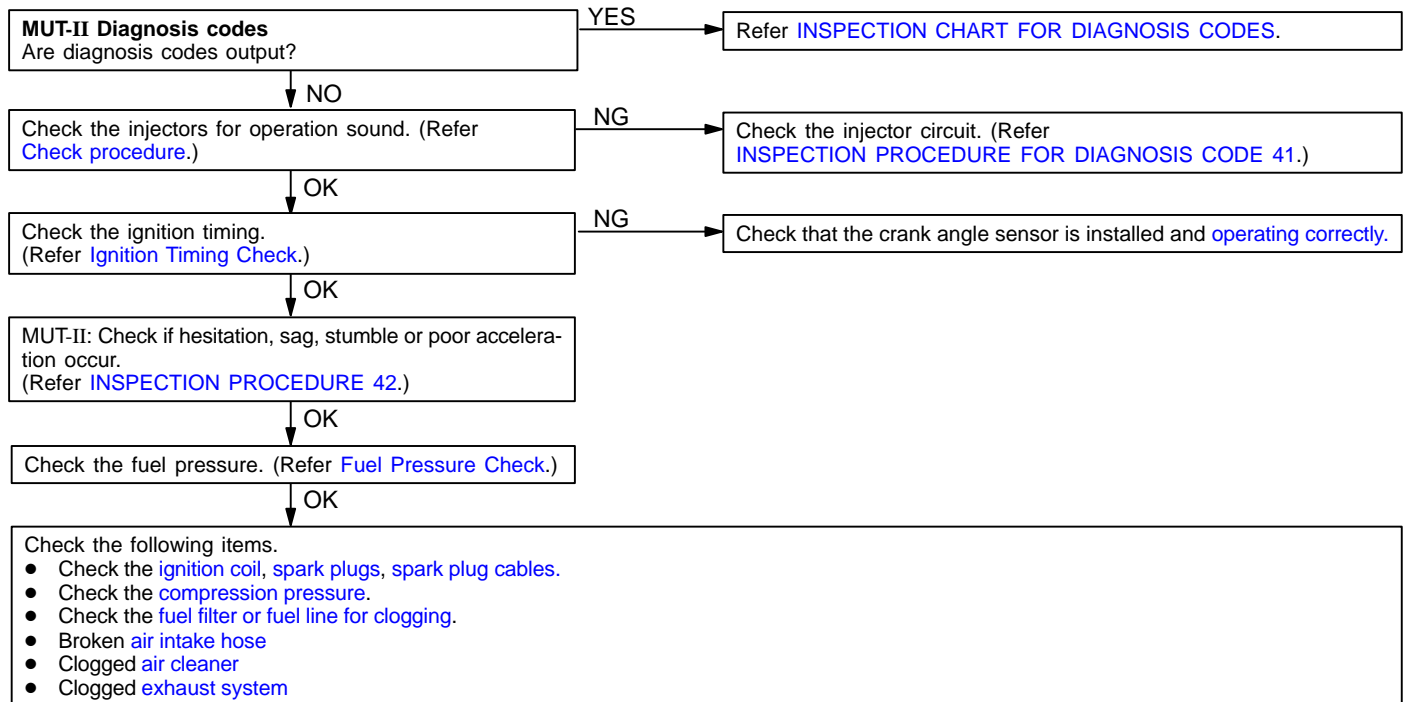 MUT-II Diagnosis codes
Are diagnosis codes output?
YES
Refer INSPECTION CHART FOR DIAGNOSIS CODES.
NO
Check the injectors for operation sound. (Refer
Check procedure.)
NG
Check the injector circuit. (Refer
INSPECTION PROCEDURE FOR DIAGNOSIS CODE 41.)
OK
Check the ignition timing.
(Refer Ignition Timing Check.)
NG
Check that the crank angle sensor is installed and operating correctly.
OK
MUT-II: Check if hesitation, sag, stumble or poor accelera-
tion occur.
(Refer INSPECTION PROCEDURE 42.)
OK
Check the fuel pressure. (Refer Fuel Pressure Check.)
OK
Check the following items.
● Check the ignition coil, spark plugs, spark plug cables.
● Check the compression pressure.
● Check the fuel filter or fuel line for clogging.
● Broken air intake hose
● Clogged air cleaner
● Clogged exhaust system